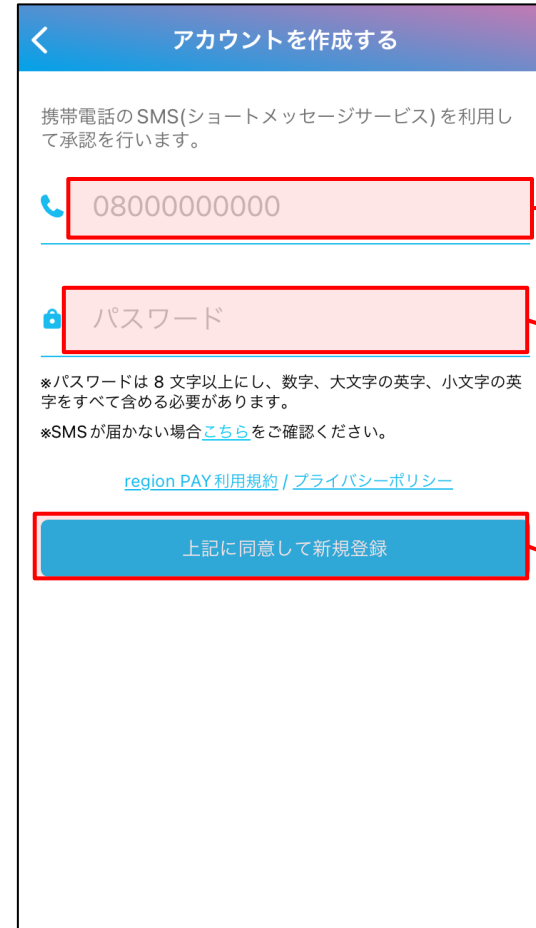 アカウントを作成する
携帯電話のSMS(ショートメッセージサービス)を利用し
て承認を行います。
08000000000
パスワード
※パスワードは 8 文字以上にし、数字、大文字の英字、小文字の英
字をすべて含める必要があります。
※SMSが届かない場合こちらをご確認ください。
region PAY利用規約 / プライバシーポリシー
上記に同意して新規登録